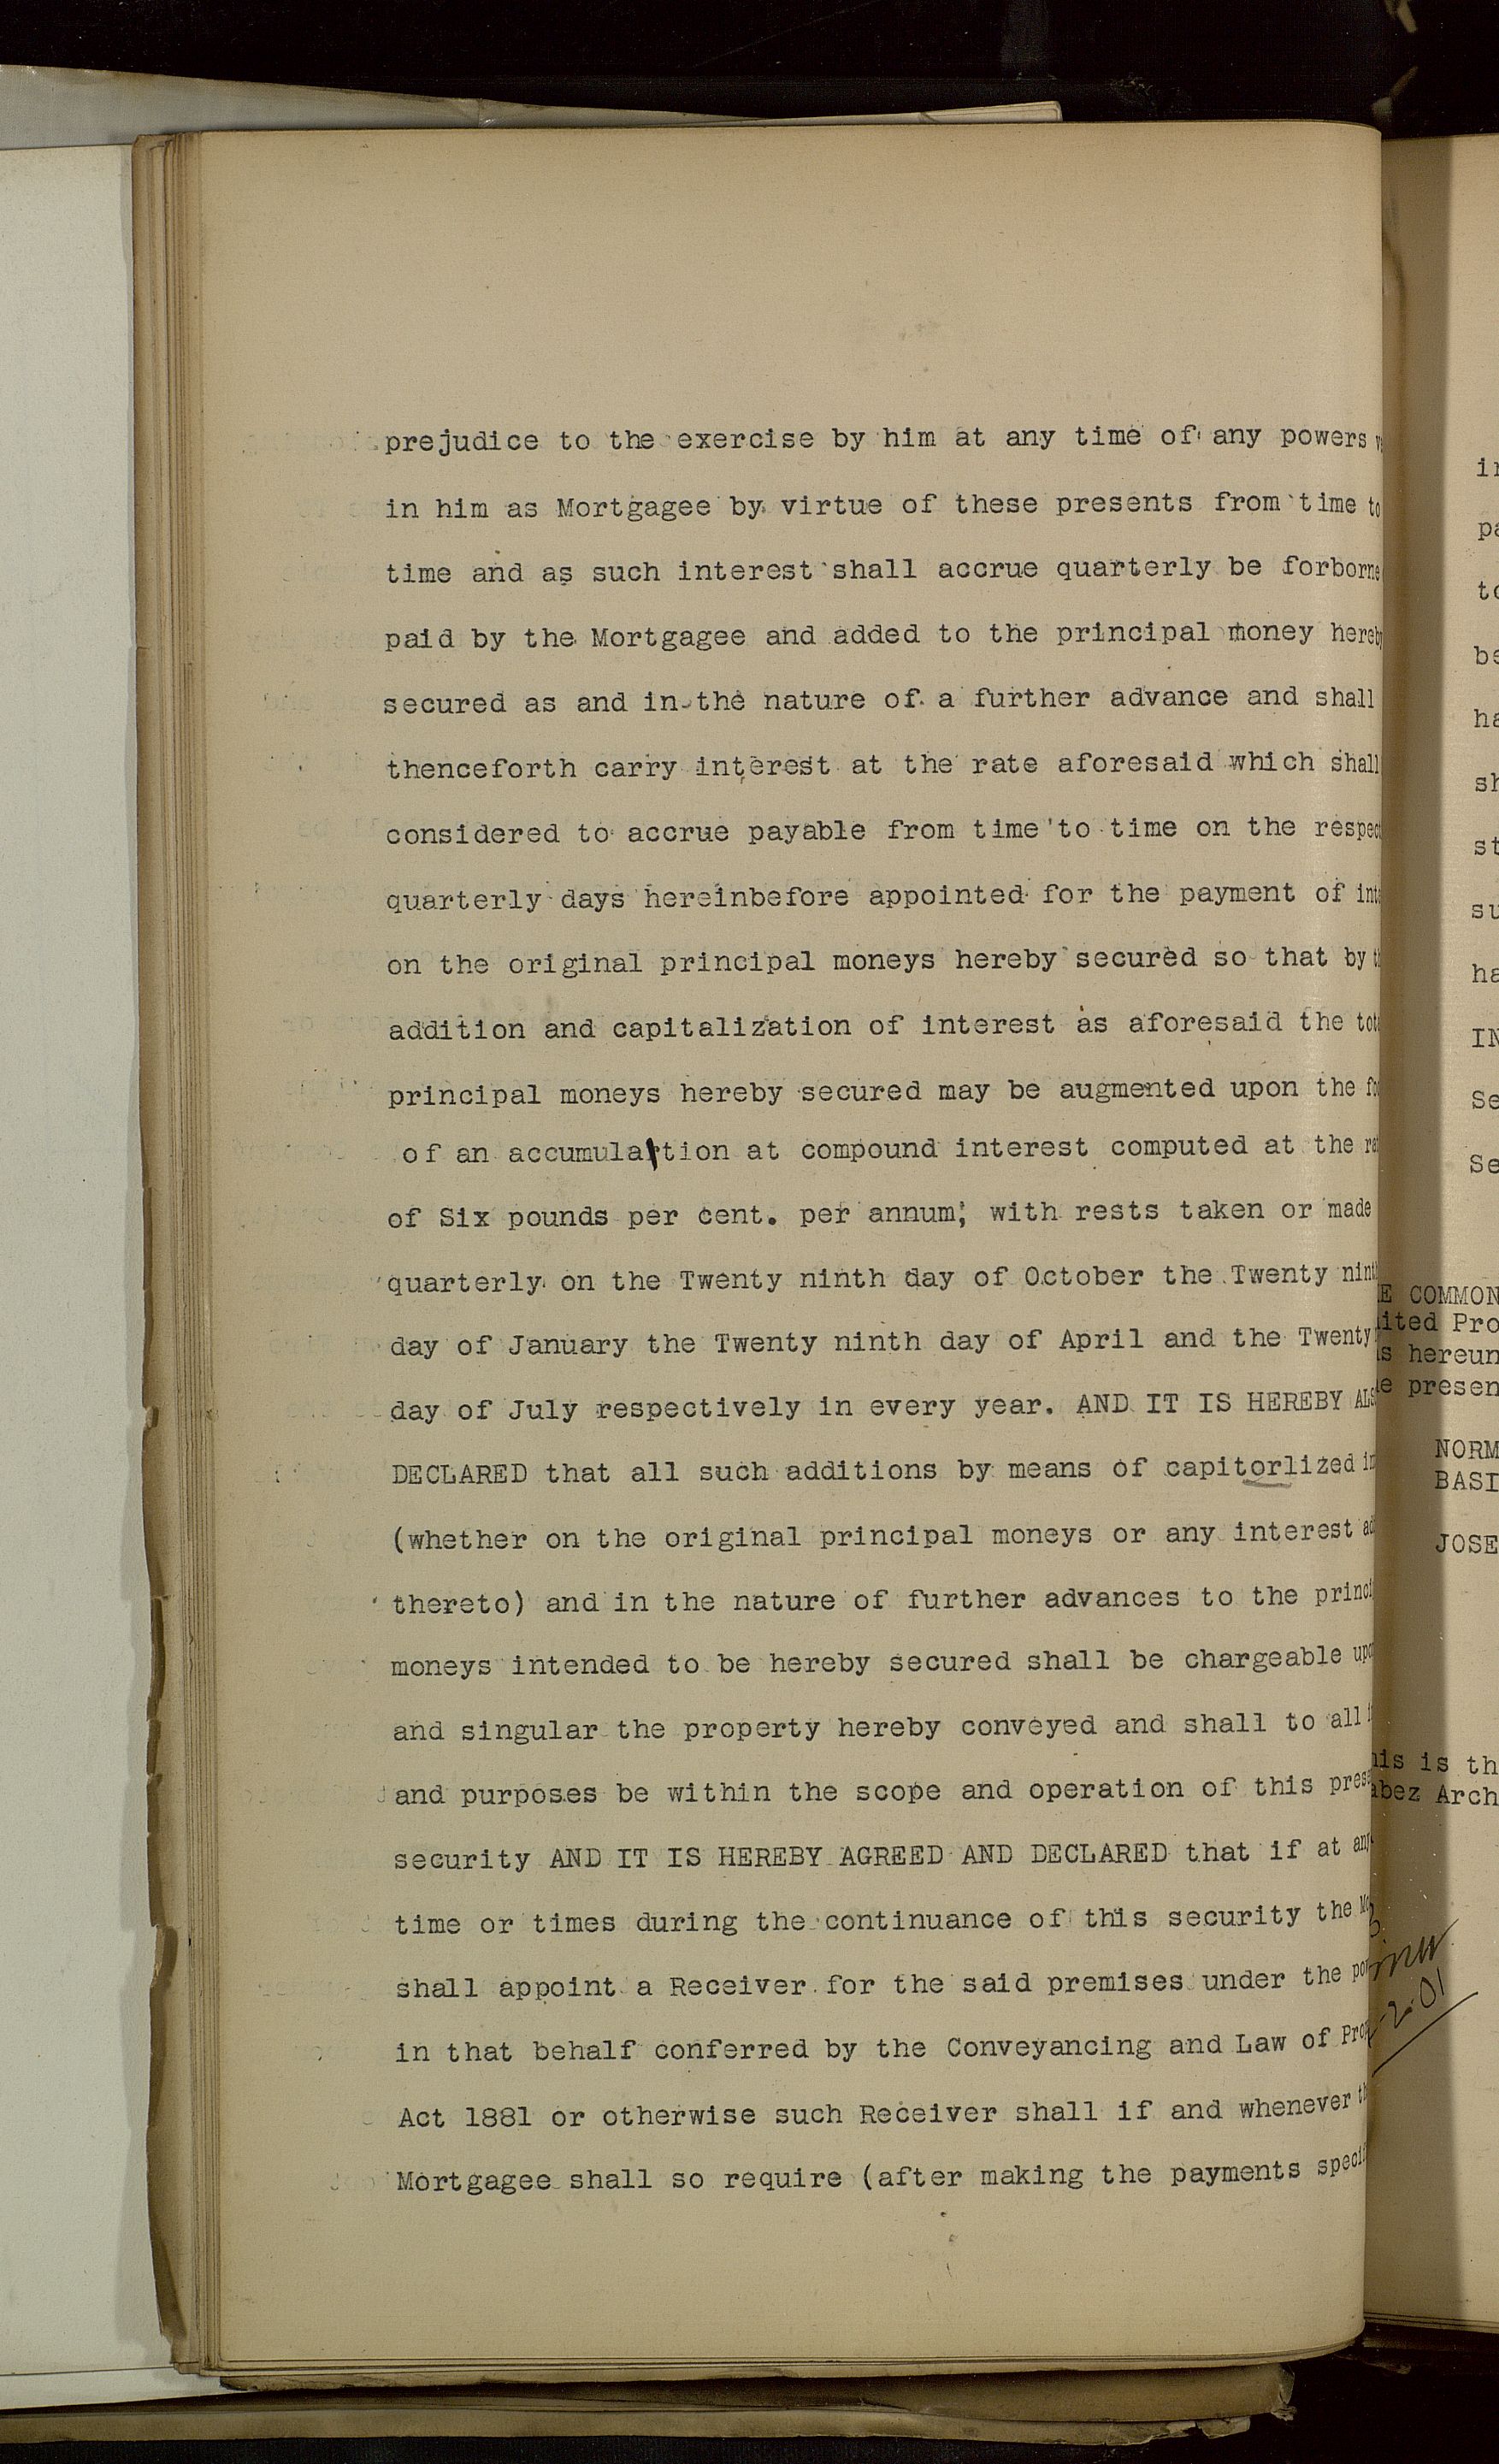 prejudice to the exercise by him at any time of any powers
in him as Mortgagee by virtue of these presents from time to
time and as such interest shall accrue quarterly be forborne
paid by the Mortgagee and added to the principal money hereby
secured as and in the nature of a further advance and shall
thenceforth carry interest at the rate aforesaid which shall
considered to accrue payable from time to time on the
quarterly days hereinbefore appointed for the payment of
on the original principal moneys hereby secured so that by
addition and capitalization of interest as aforesaid the
principal moneys hereby secured may be augmented upon the
of an accumulation at compound interest computed at the
of Six pounds per cent. per annum; with rests taken or made
quarterly on the Twenty ninth day of October the Twenty
day of January the Twenty ninth day of April and the Twenty
day of July respectively in every year. AND IT IS HEREBY
DECLARED that all such additions by means of capitorlized
(whether on the original principal moneys or any interest
thereto) and in the nature of further advances to the
moneys intended to be hereby secured shall be chargeable
and singular the property hereby conveyed and shall to all
and purposes be within the scope and operation of this
security AND IT IS HEREBY AGREED AND DECLARED that if at
time or times during the continuance of this security the
shall appoint a Receiver for the said premises under the
in that behalf conferred by the Conveyancing and Law of
Act 1881 or otherwise such Receiver shall if and whenever
Mortgagee shall so require (after making the payments
COMMON
Pro
hereun
presen
NORM
BASI
JOSE
is th
Arch